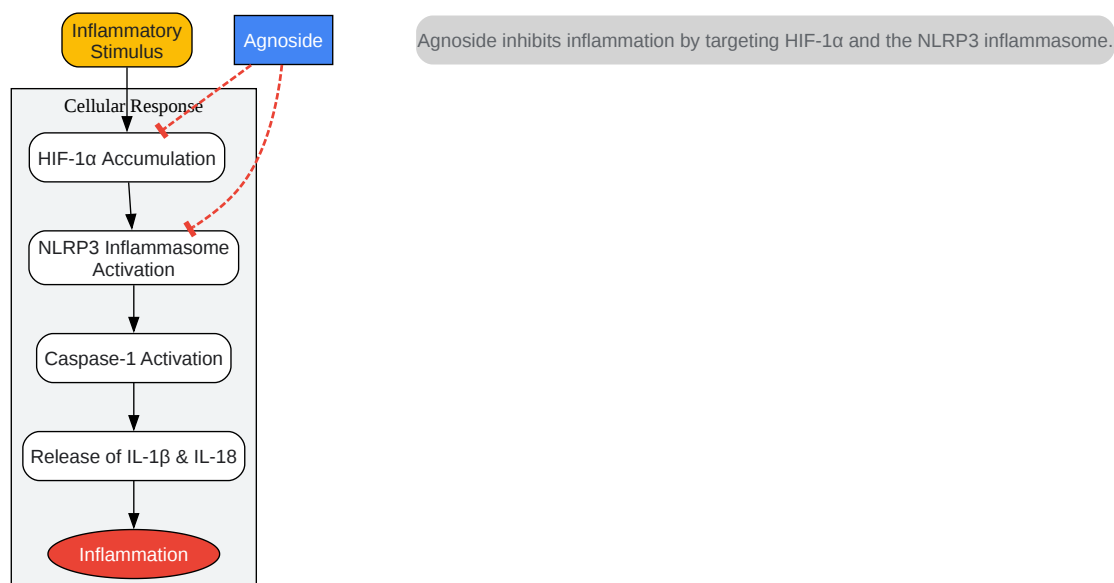 Inflammatory
Stimulus
Agnoside
Agnoside inhibits inflammation by targeting HIF-1α and the NLRP3 inflammasome.
Cellular Response
HIF-1α Accumulation
NLRP3 Inflammasome
Activation
Caspase-1 Activation
Release of IL-1β & IL-18
Inflammation